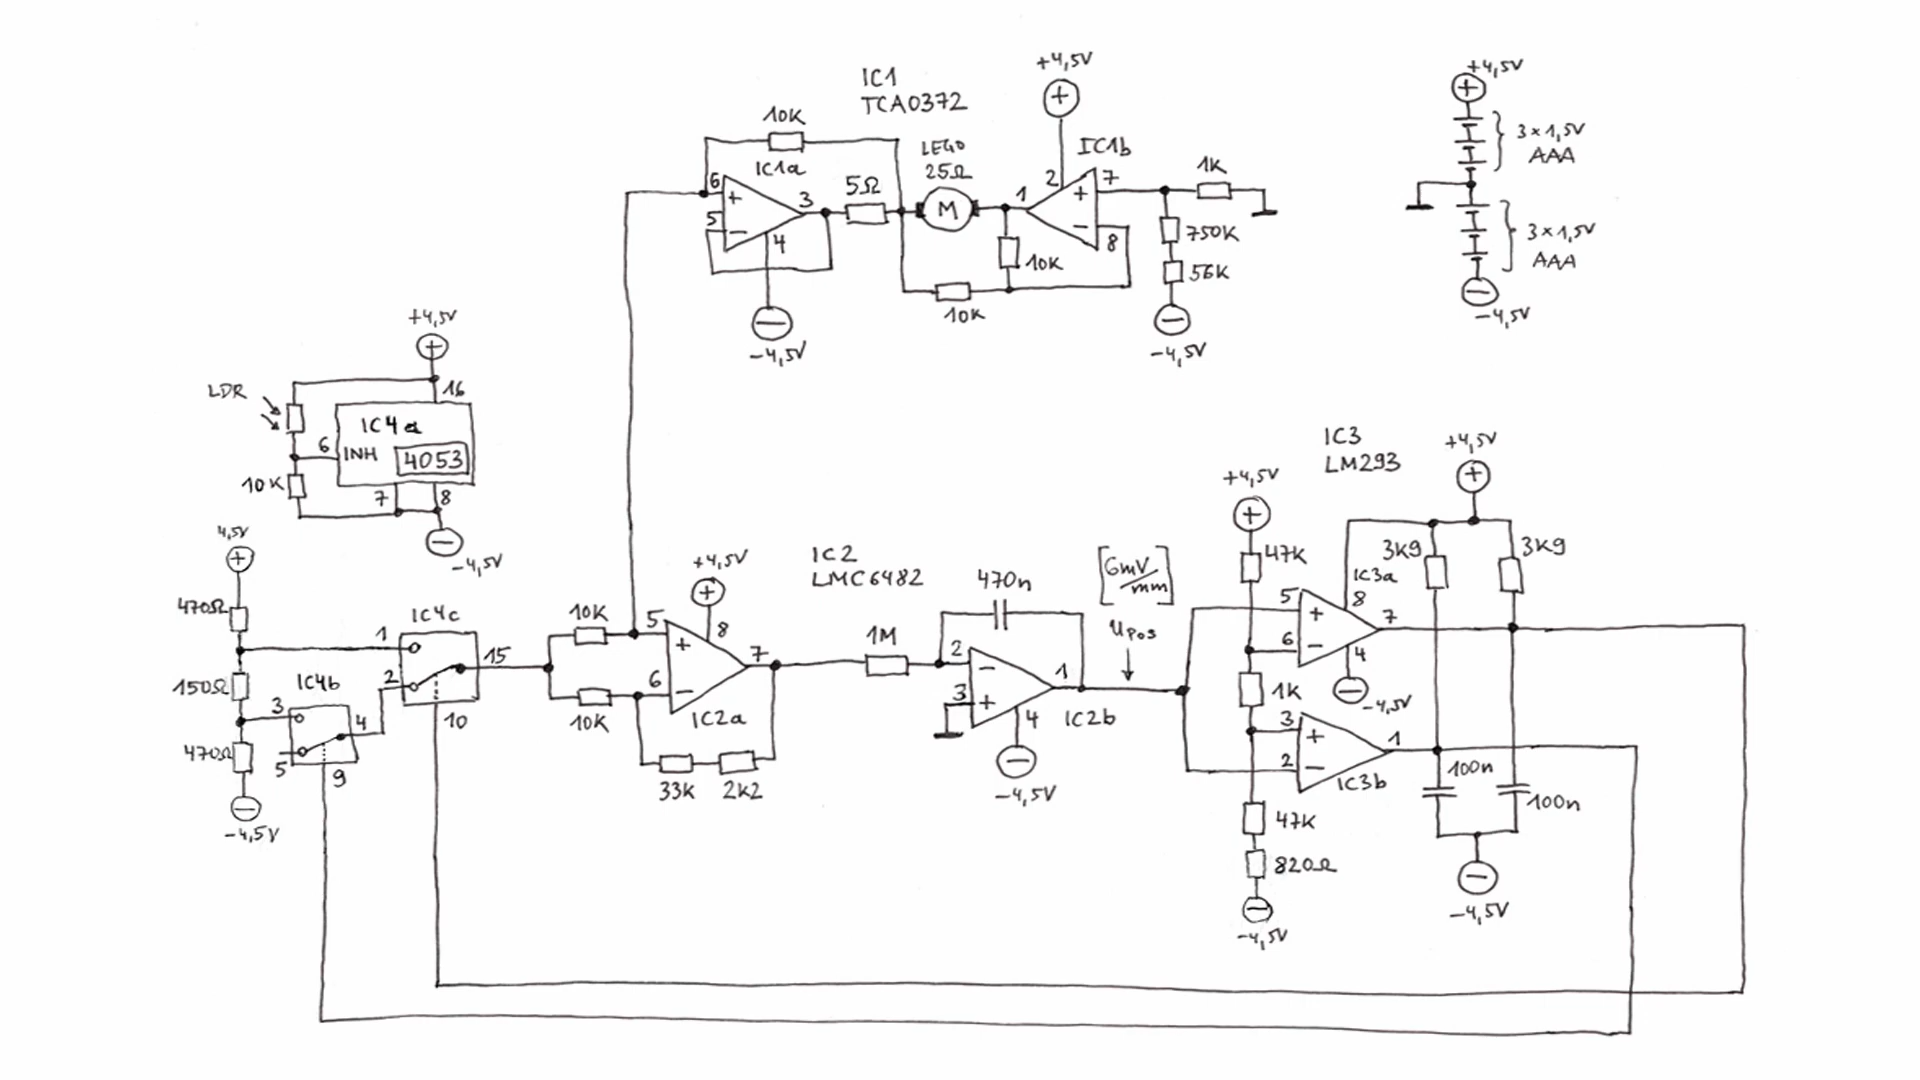 IC1
TCA0372
10K
IC1a
6
+
5
-
3
4
-4,5V
5Ω
LEGO
25Ω
M
10K
10K
+4,5V
IC1b
1
2
7
+
-
8
1K
750K
56K
-4,5V
+4,5V
3×1,5V
AAA
3×1,5V
AAA
-4,5V
+4,5V
LDR
16
IC4a
6
INH
4053
10K
7
8
-4,5V
4,5V
470Ω
150Ω
470Ω
-4,5V
IC4b
3
4
5
9
IC4c
1
2
15
10
10K
10K
+4,5V
5
+
8
6
-
7
IC2a
33K
2K2
IC2
LMC6482
1M
470n
2
-
3
+
1
4
IC2b
-4,5V
[6mV/mm]
UPOS
IC3
LM293
+4,5V
47K
1K
47K
820Ω
-4,5V
+4,5V
3K9
3K9
IC3a
5
+
6
-
8
7
4
-4,5V
3
+
2
-
1
IC3b
100n
100n
-4,5V